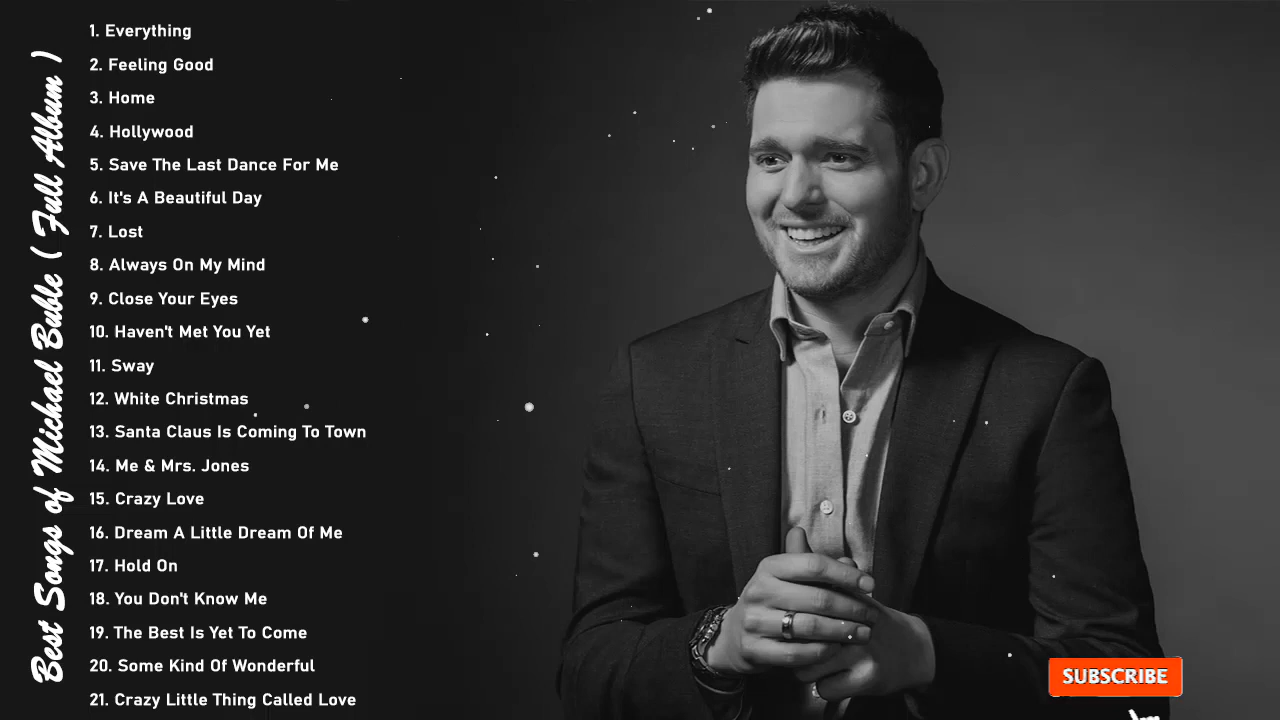 Best Songs of Michael Buble ( Full Album )
1. Everything
2. Feeling Good
3. Home
4. Hollywood
5. Save The Last Dance For Me
6. It's A Beautiful Day
7. Lost
8. Always On My Mind
9. Close Your Eyes
10. Haven't Met You Yet
11. Sway
12. White Christmas
13. Santa Claus Is Coming To Town
14. Me & Mrs. Jones
15. Crazy Love
16. Dream A Little Dream Of Me
17. Hold On
18. You Don't Know Me
19. The Best Is Yet To Come
20. Some Kind Of Wonderful
21. Crazy Little Thing Called Love
SUBSCRIBE